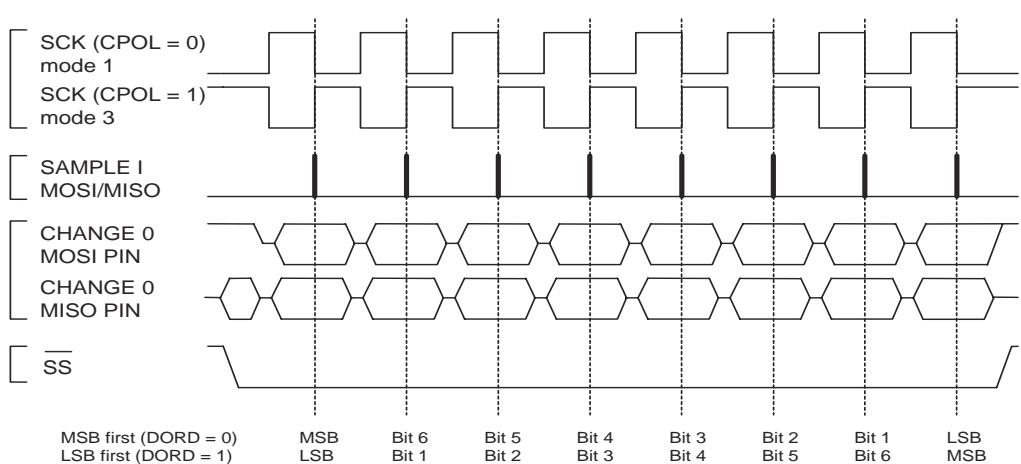 SCK (CPOL = 0)
mode 1
SCK (CPOL = 1)
mode 3
SAMPLE I
MOSI/MISO
CHANGE 0
MOSI PIN
CHANGE 0
MISO PIN
SS
MSB first (DORD = 0) MSB Bit 6 Bit 5 Bit 4 Bit 3 Bit 2 Bit 1 LSB
LSB first (DORD = 1) LSB Bit 1 Bit 2 Bit 3 Bit 4 Bit 5 Bit 6 MSB